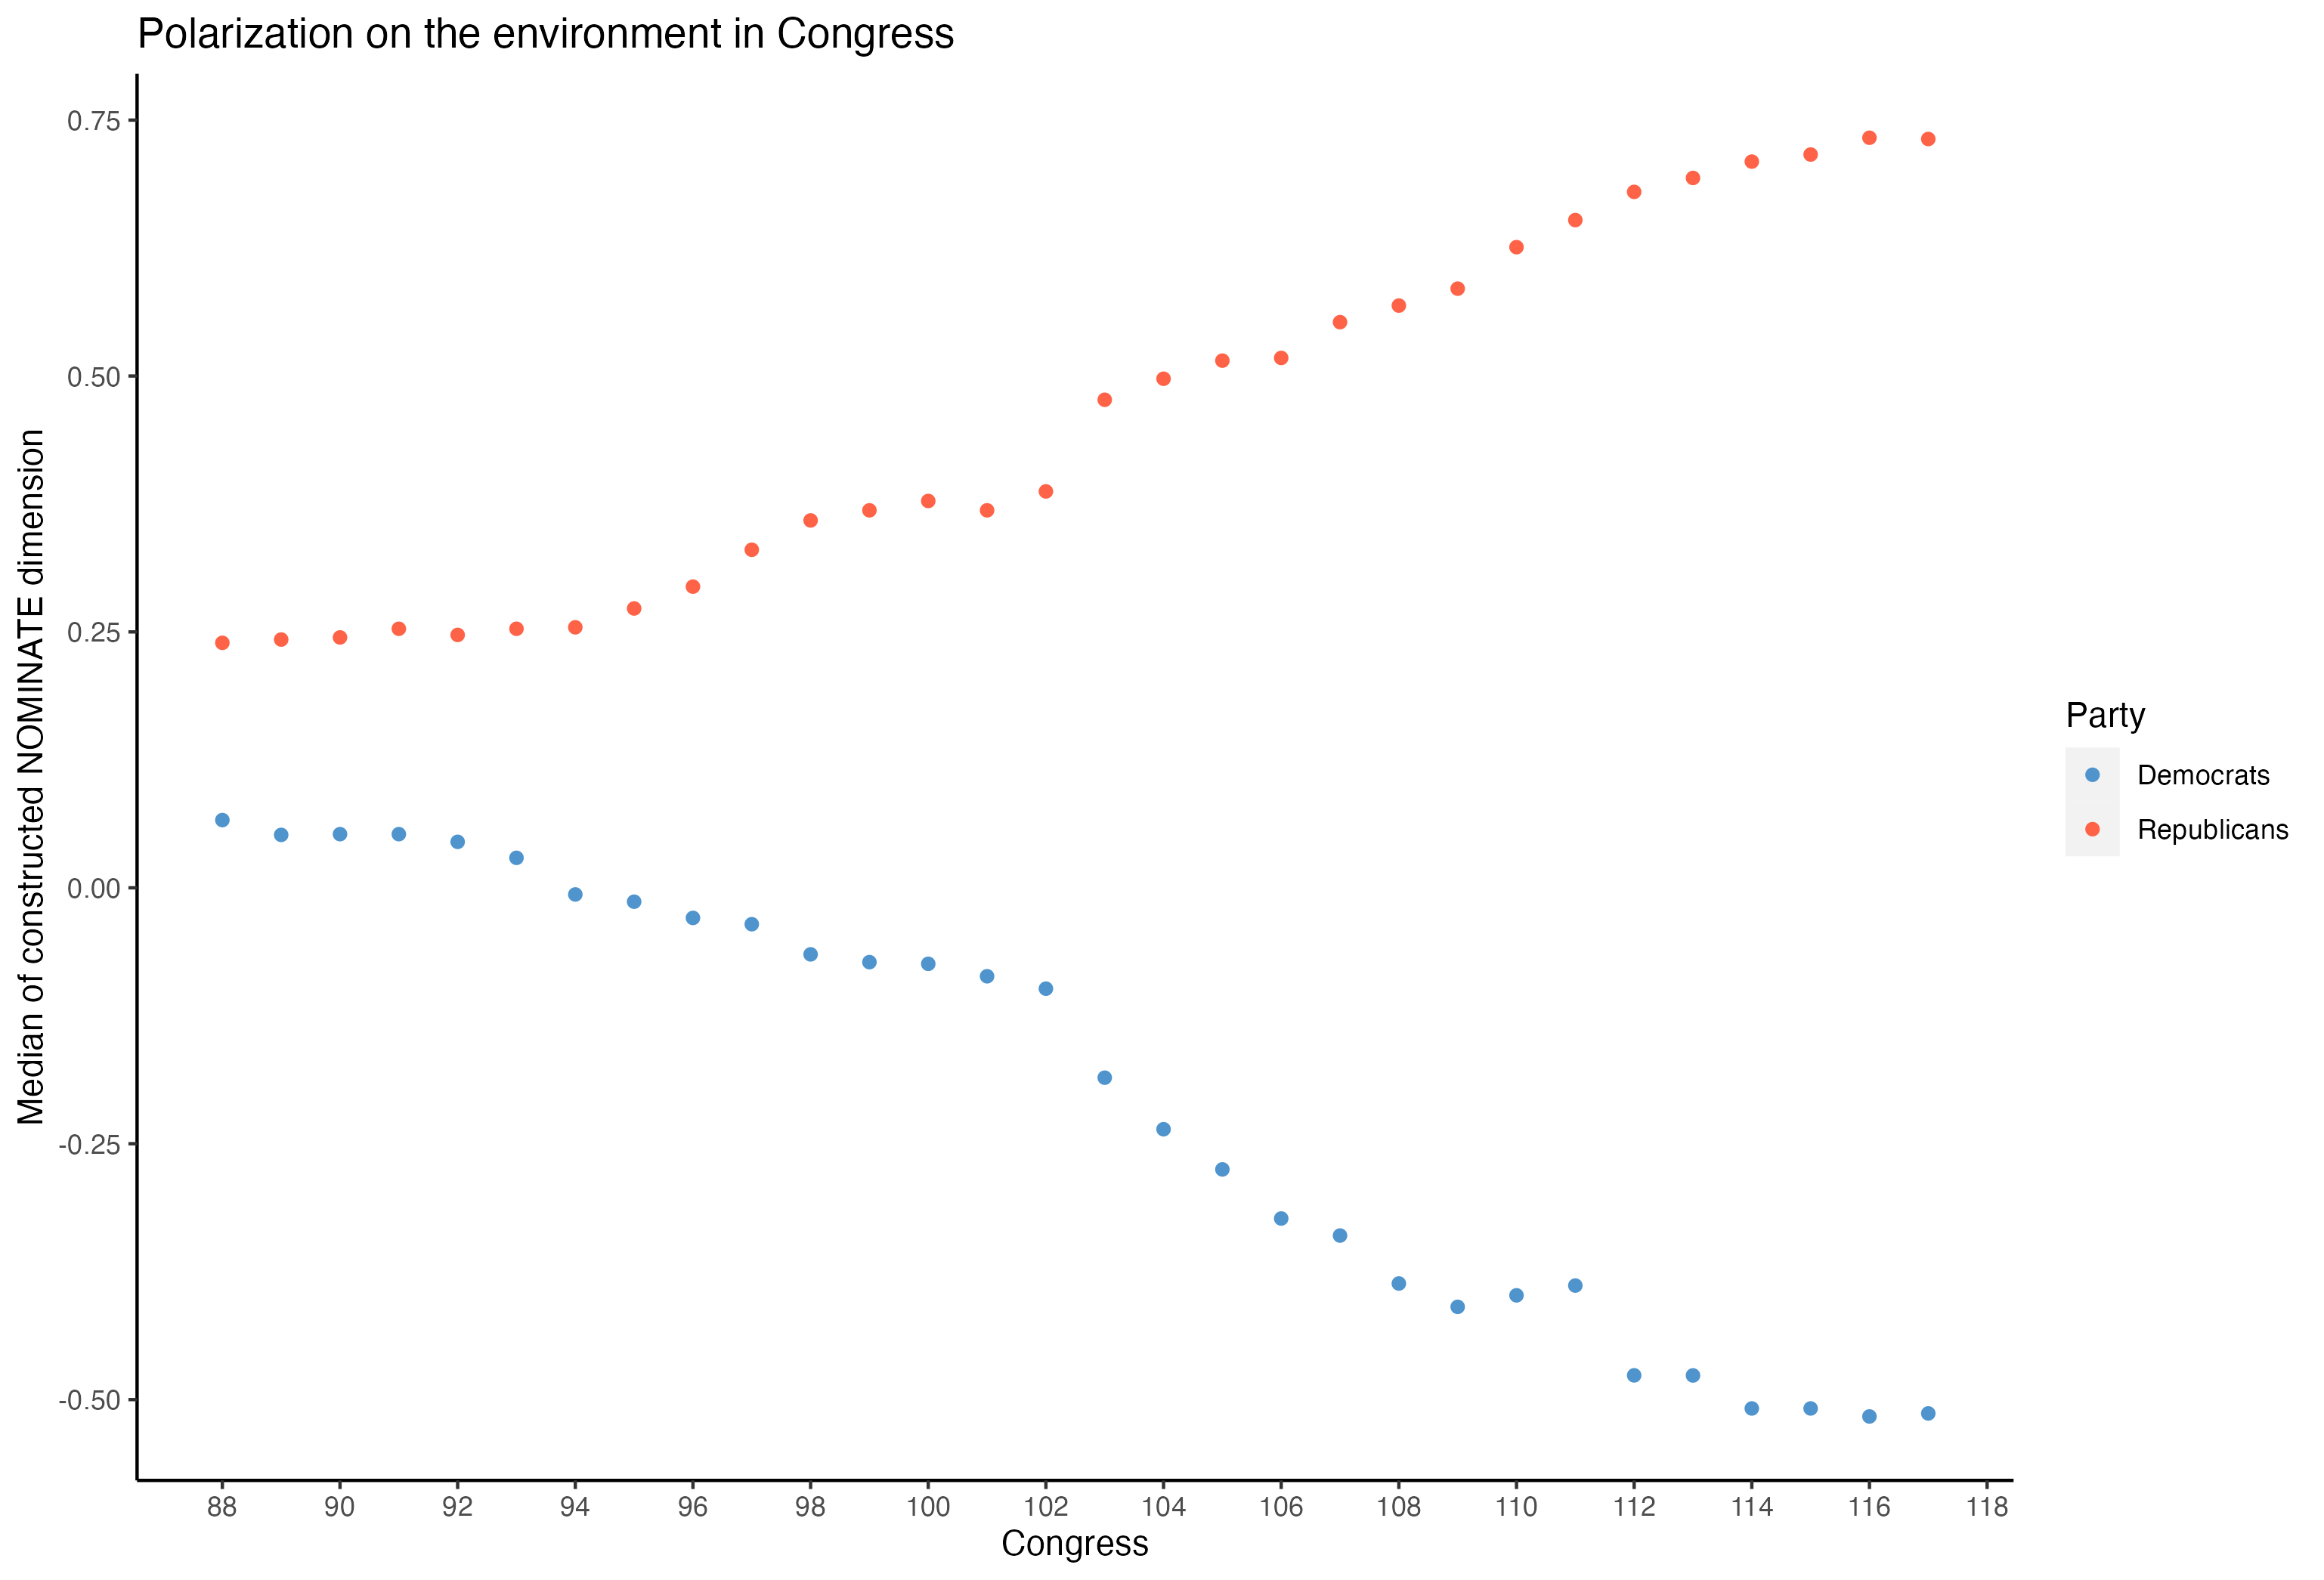 Polarization on the environment in Congress
Median of constructed NOMINATE dimension
0.75
0.50
0.25
0.00
-0.25
-0.50
88 90 92 94 96 98 100 102 104 106 108 110 112 114 116 118
Congress
Party
Democrats
Republicans